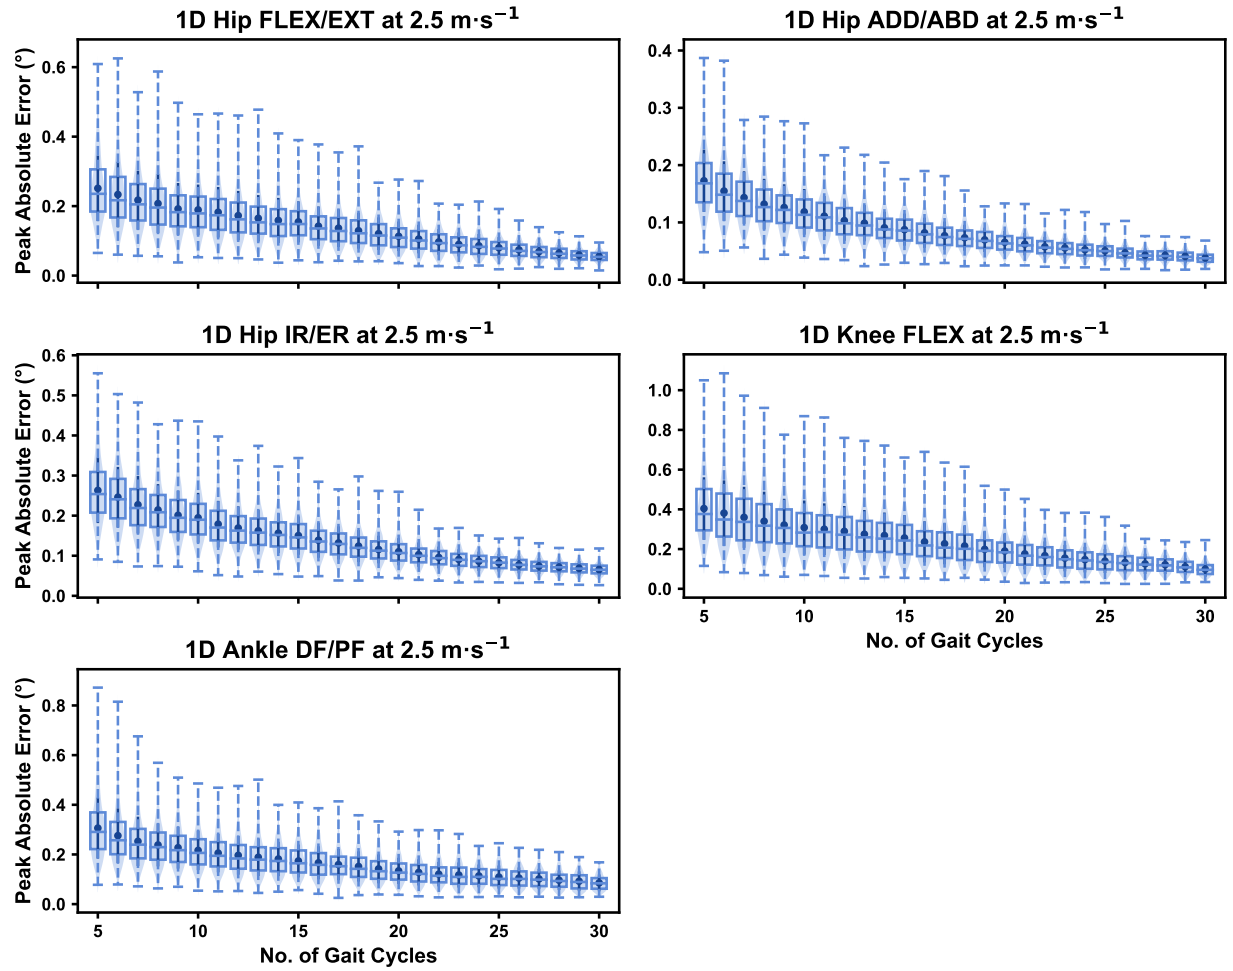 1D Hip FLEX/EXT at 2.5 m·s⁻¹
Peak Absolute Error (°)
0.6
0.4
0.2
0.0
1D Hip ADD/ABD at 2.5 m·s⁻¹
0.4
0.3
0.2
0.1
0.0
1D Hip IR/ER at 2.5 m·s⁻¹
Peak Absolute Error (°)
0.6
0.5
0.4
0.3
0.2
0.1
0.0
1D Knee FLEX at 2.5 m·s⁻¹
1.0
0.8
0.6
0.4
0.2
0.0
5 10 15 20 25 30
No. of Gait Cycles
1D Ankle DF/PF at 2.5 m·s⁻¹
Peak Absolute Error (°)
0.8
0.6
0.4
0.2
0.0
5 10 15 20 25 30
No. of Gait Cycles